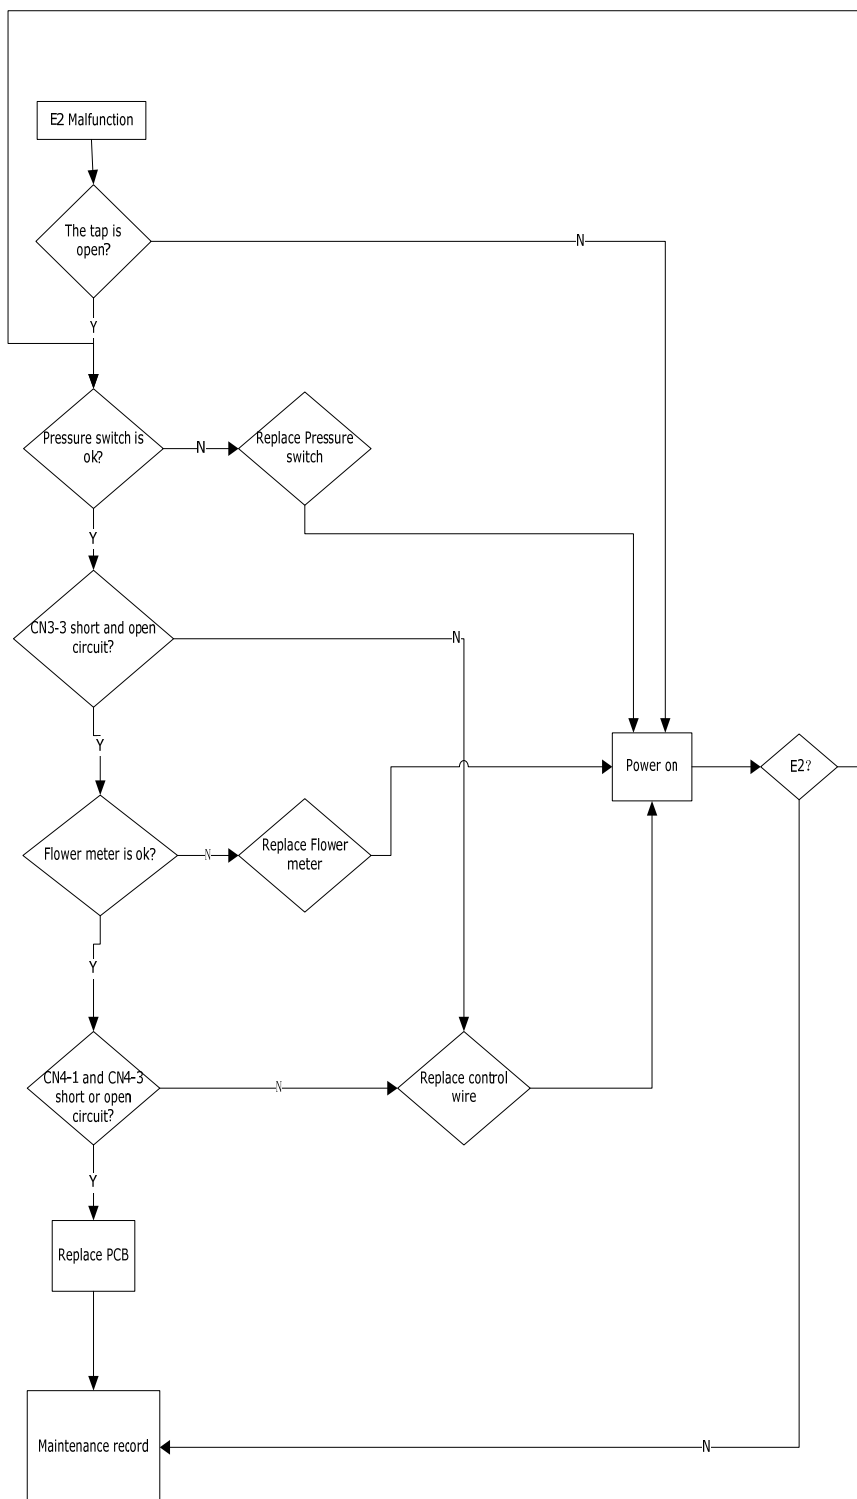 E2 Malfunction
The tap is
open?
N
Y
Pressure switch is
ok?
N
Replace Pressure
switch
Y
CN3-3 short and open
circuit?
N
Y
Power on
E2?
Flower meter is ok?
N
Replace Flower
meter
Y
CN4-1 and CN4-3
short or open
circuit?
N
Replace control
wire
Y
Replace PCB
Maintenance record
N